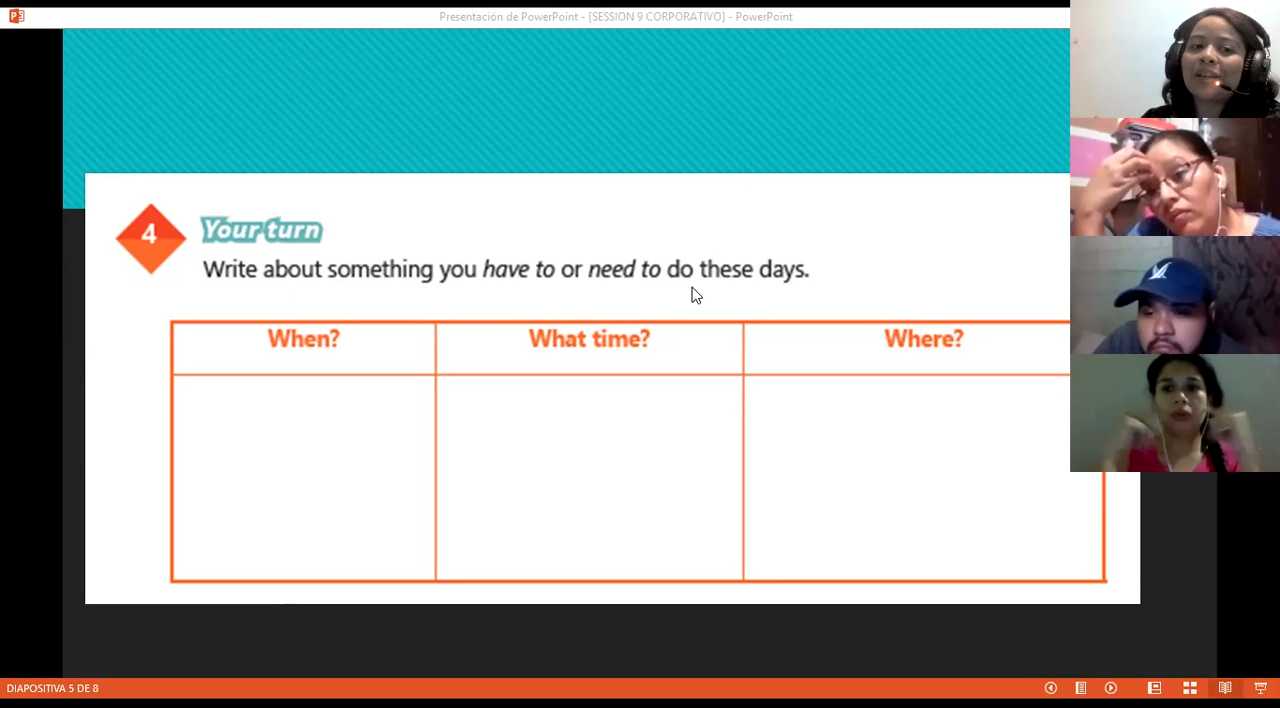 Presentación de PowerPoint - [SESSION 9 CORPORATIVO] - PowerPoint
4
Your turn
Write about something you have to or need to do these days.
When? What time? Where?
DIAPOSITIVA 5 DE 8